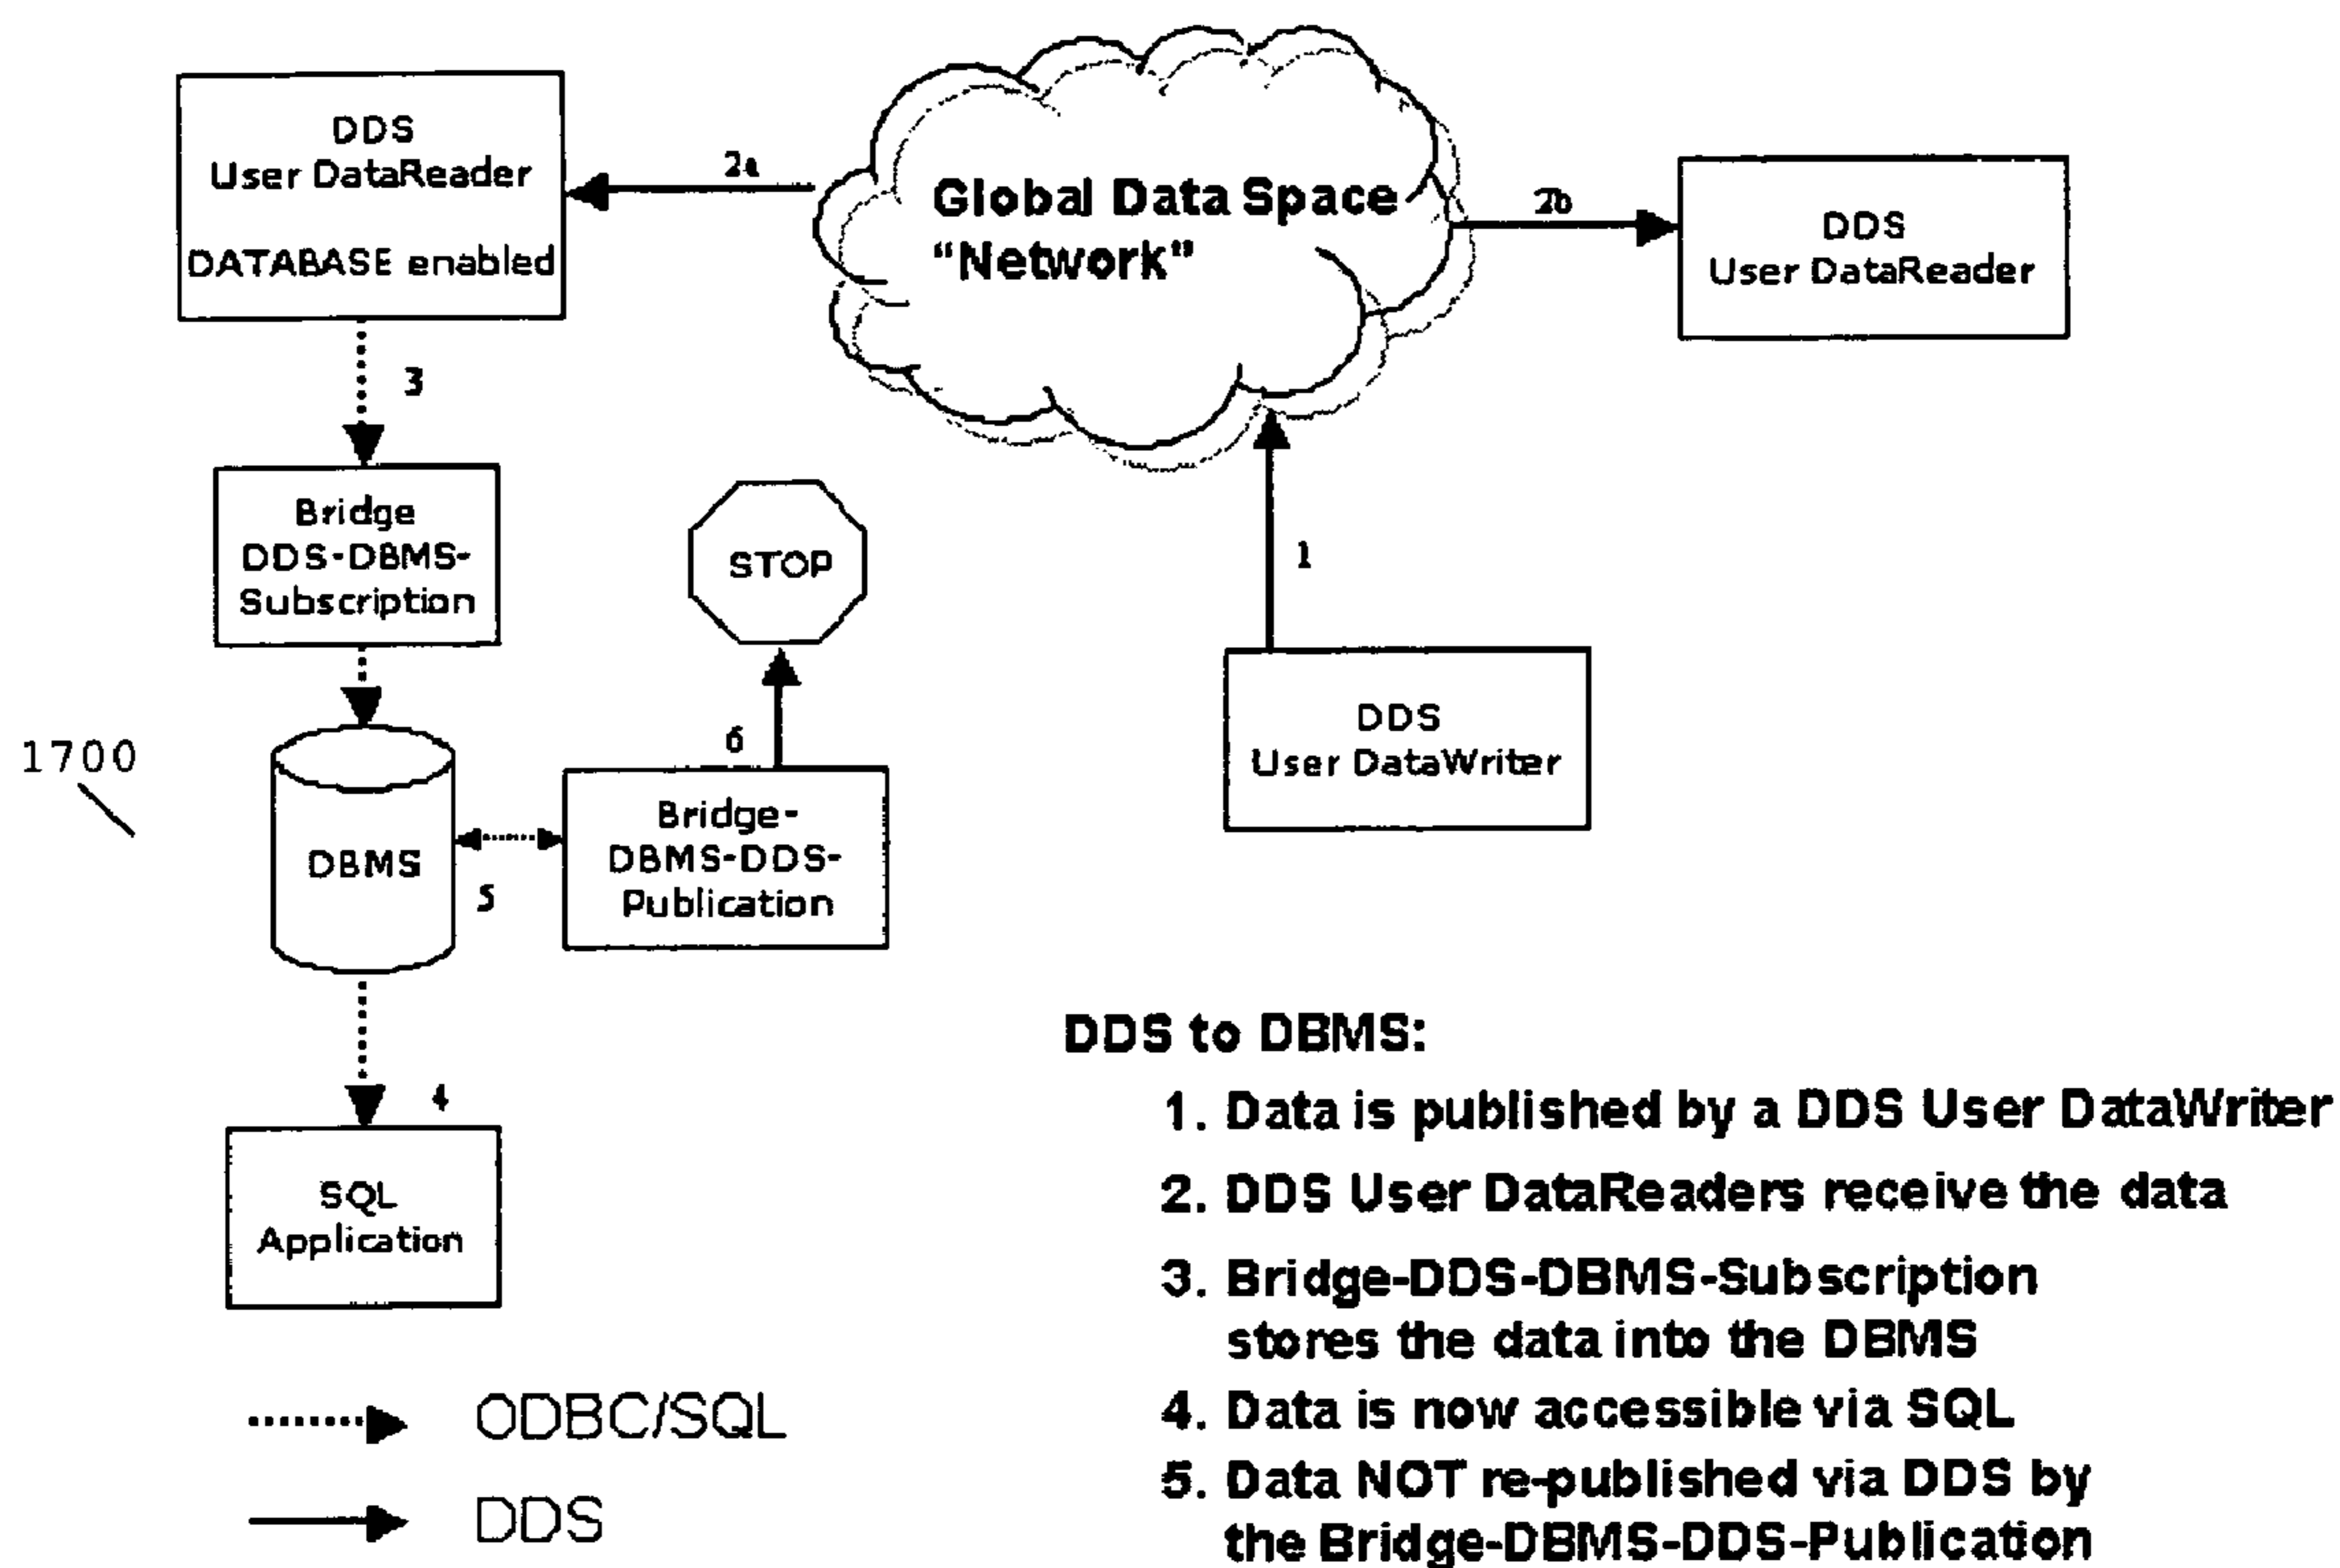 DDS
User DataReader
DATABASE enabled
2a
Global Data Space
“Network”
2b
DDS
User DataReader
3
Bridge
DDS-DBMS-
Subscription
STOP
1
DDS
User DataWriter
1700
6
DBMS
5
Bridge-
DBMS-DDS-
Publication
4
SQL
Application
ODBC/SQL
DDS
DDS to DBMS:
1. Data is published by a DDS User DataWriter
2. DDS User DataReaders receive the data
3. Bridge-DDS-DBMS-Subscription
stores the data into the DBMS
4. Data is now accessible via SQL
5. Data NOT re-published via DDS by
the Bridge-DBMS-DDS-Publication